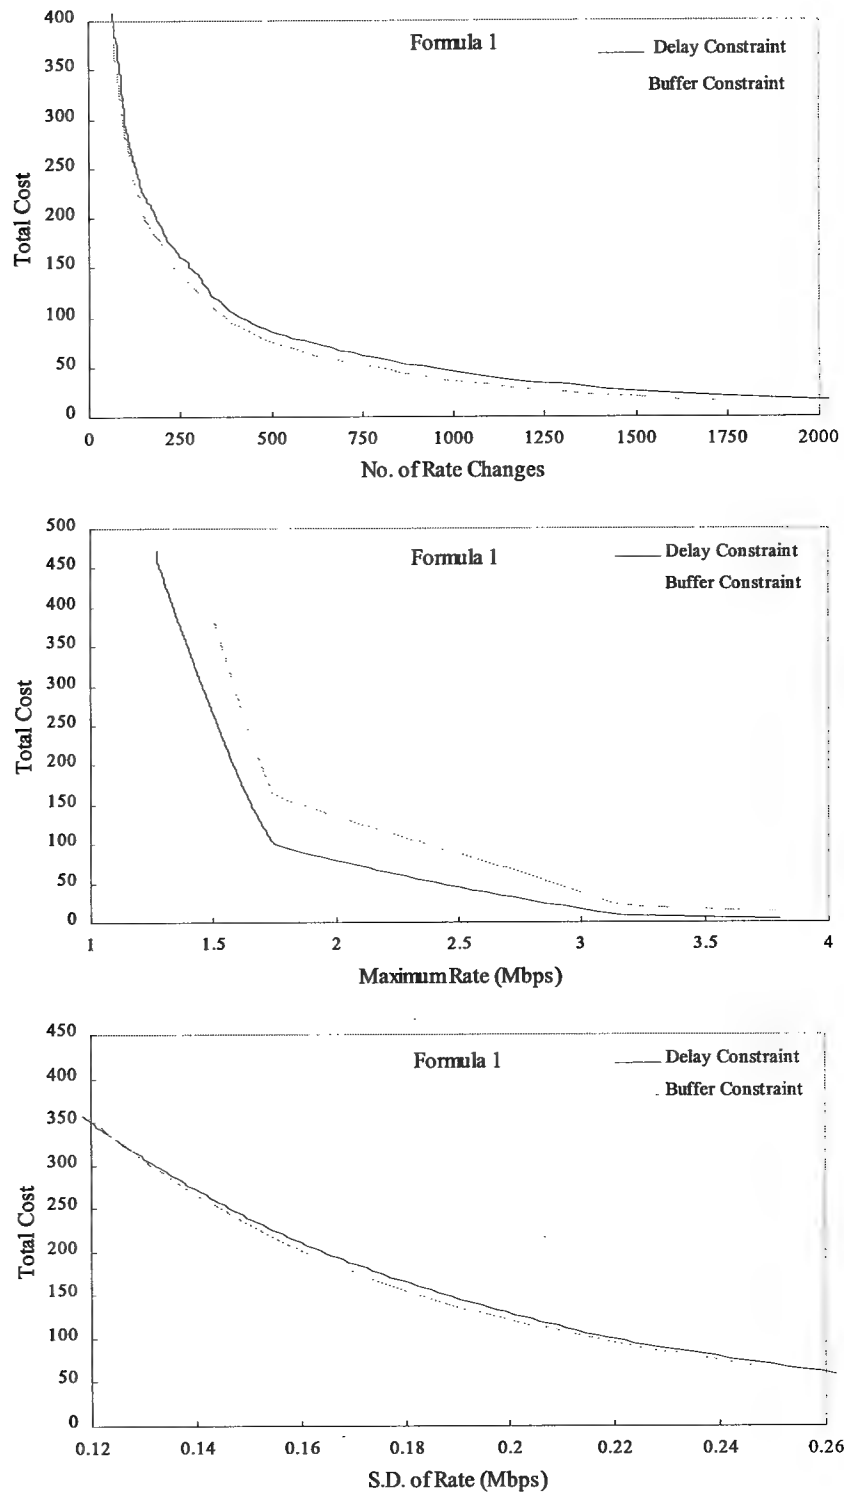 Formula 1
Delay Constraint
Buffer Constraint
Total Cost
400
350
300
250
200
150
100
50
0
0 250 500 750 1000 1250 1500 1750 2000
No. of Rate Changes
Formula 1
Delay Constraint
Buffer Constraint
Total Cost
500
450
400
350
300
250
200
150
100
50
0
1 1.5 2 2.5 3 3.5 4
Maximum Rate (Mbps)
Formula 1
Delay Constraint
Buffer Constraint
Total Cost
450
400
350
300
250
200
150
100
50
0
0.12 0.14 0.16 0.18 0.2 0.22 0.24 0.26
S.D. of Rate (Mbps)